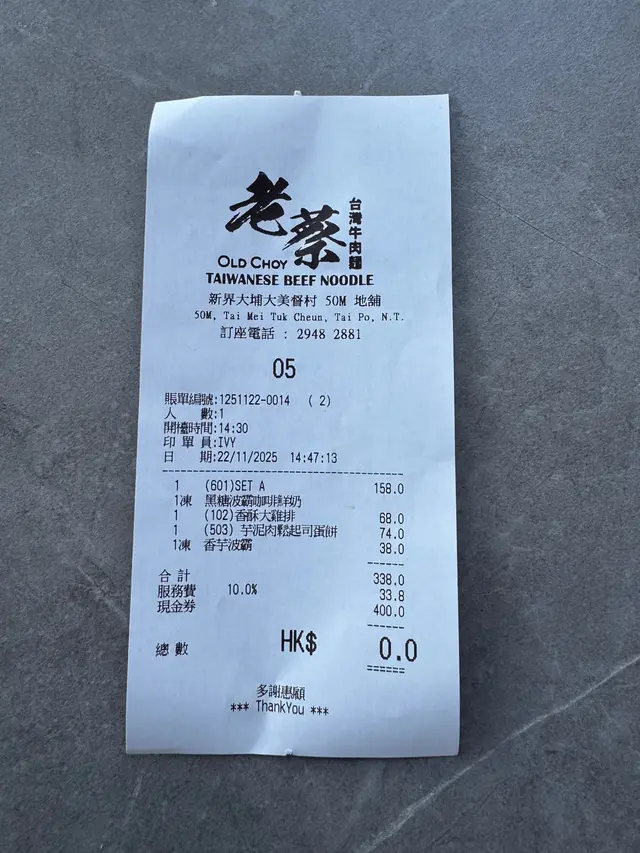 老蔡
台灣牛肉麵
OLD CHOY
TAIWANESE BEEF NOODLE
新界大埔大美督村 50M 地舖
50M, Tai Mei Tuk Cheun, Tai Po, N.T.
訂座電話 : 2948 2881
05
賬單編號:1251122-0014 ( 2)
人 數:1
開檯時間:14:30
印 單 員:IVY
日 期:22/11/2025 14:47:13
1 (601)SET A 158.0
1凍 黑糖波霸咖啡鮮奶
1 (102)香酥大雞排 68.0
1 (503) 芋泥肉鬆起司蛋餅 74.0
1凍 香芋波霸 38.0
合 計 338.0
服務費 10.0% 33.8
現金券 400.0
總 數 HK$ 0.0
多謝惠顧
*** ThankYou ***